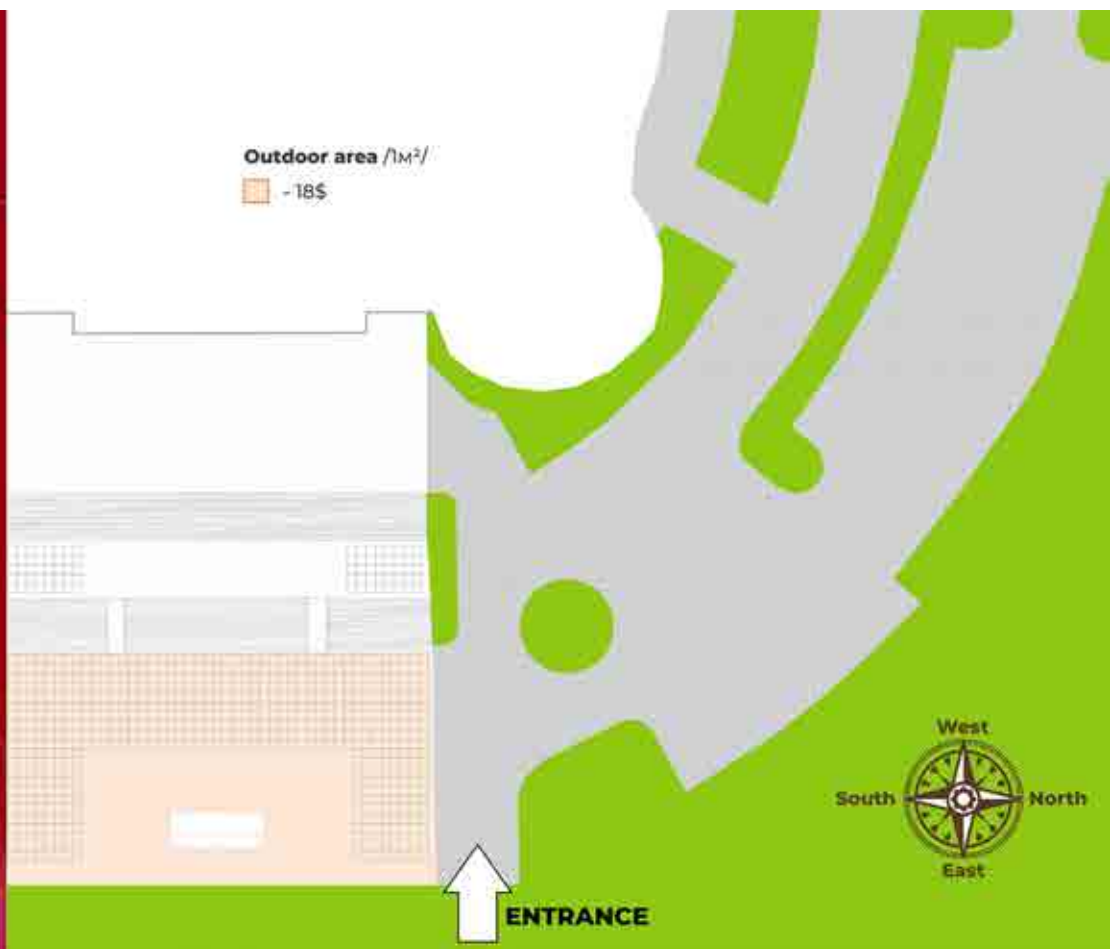 Outdoor area /1м²/
- 18$
West
South
North
East
ENTRANCE